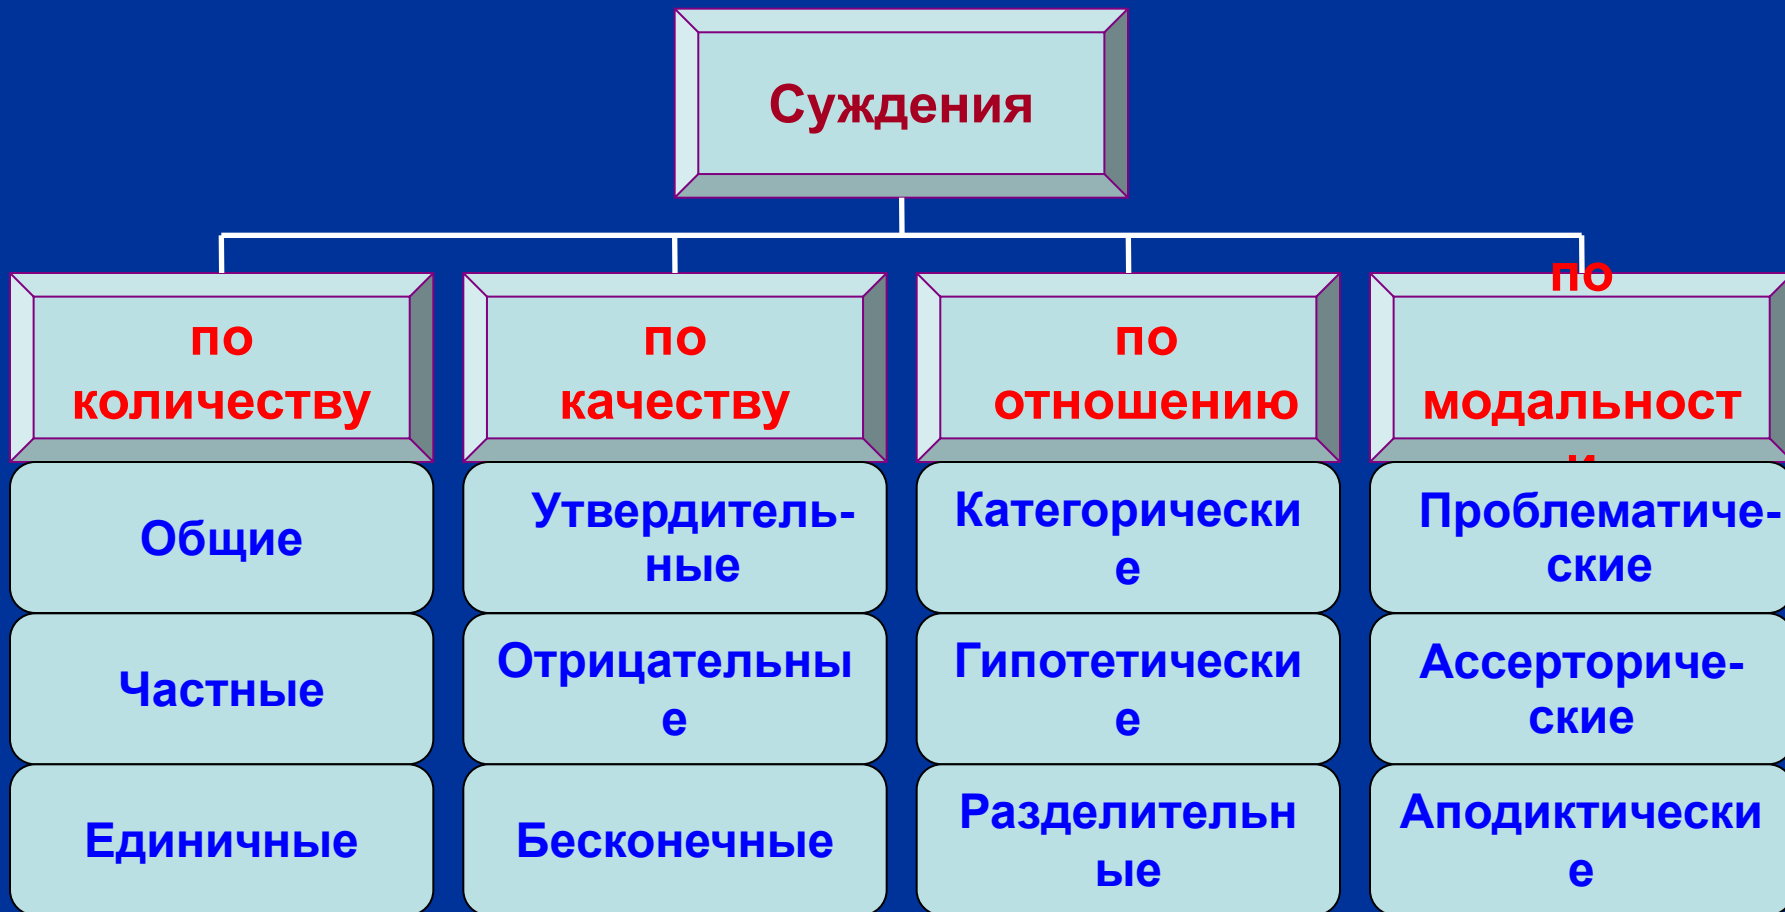 Суждения
по
количеству
по
качеству
по
отношению
по
модальност
и
Общие
Утвердитель-
ные
Категорически
е
Проблематиче-
ские
Частные
Отрицательны
е
Гипотетически
е
Ассерториче-
ские
Единичные
Бесконечные
Разделительн
ые
Аподиктически
е